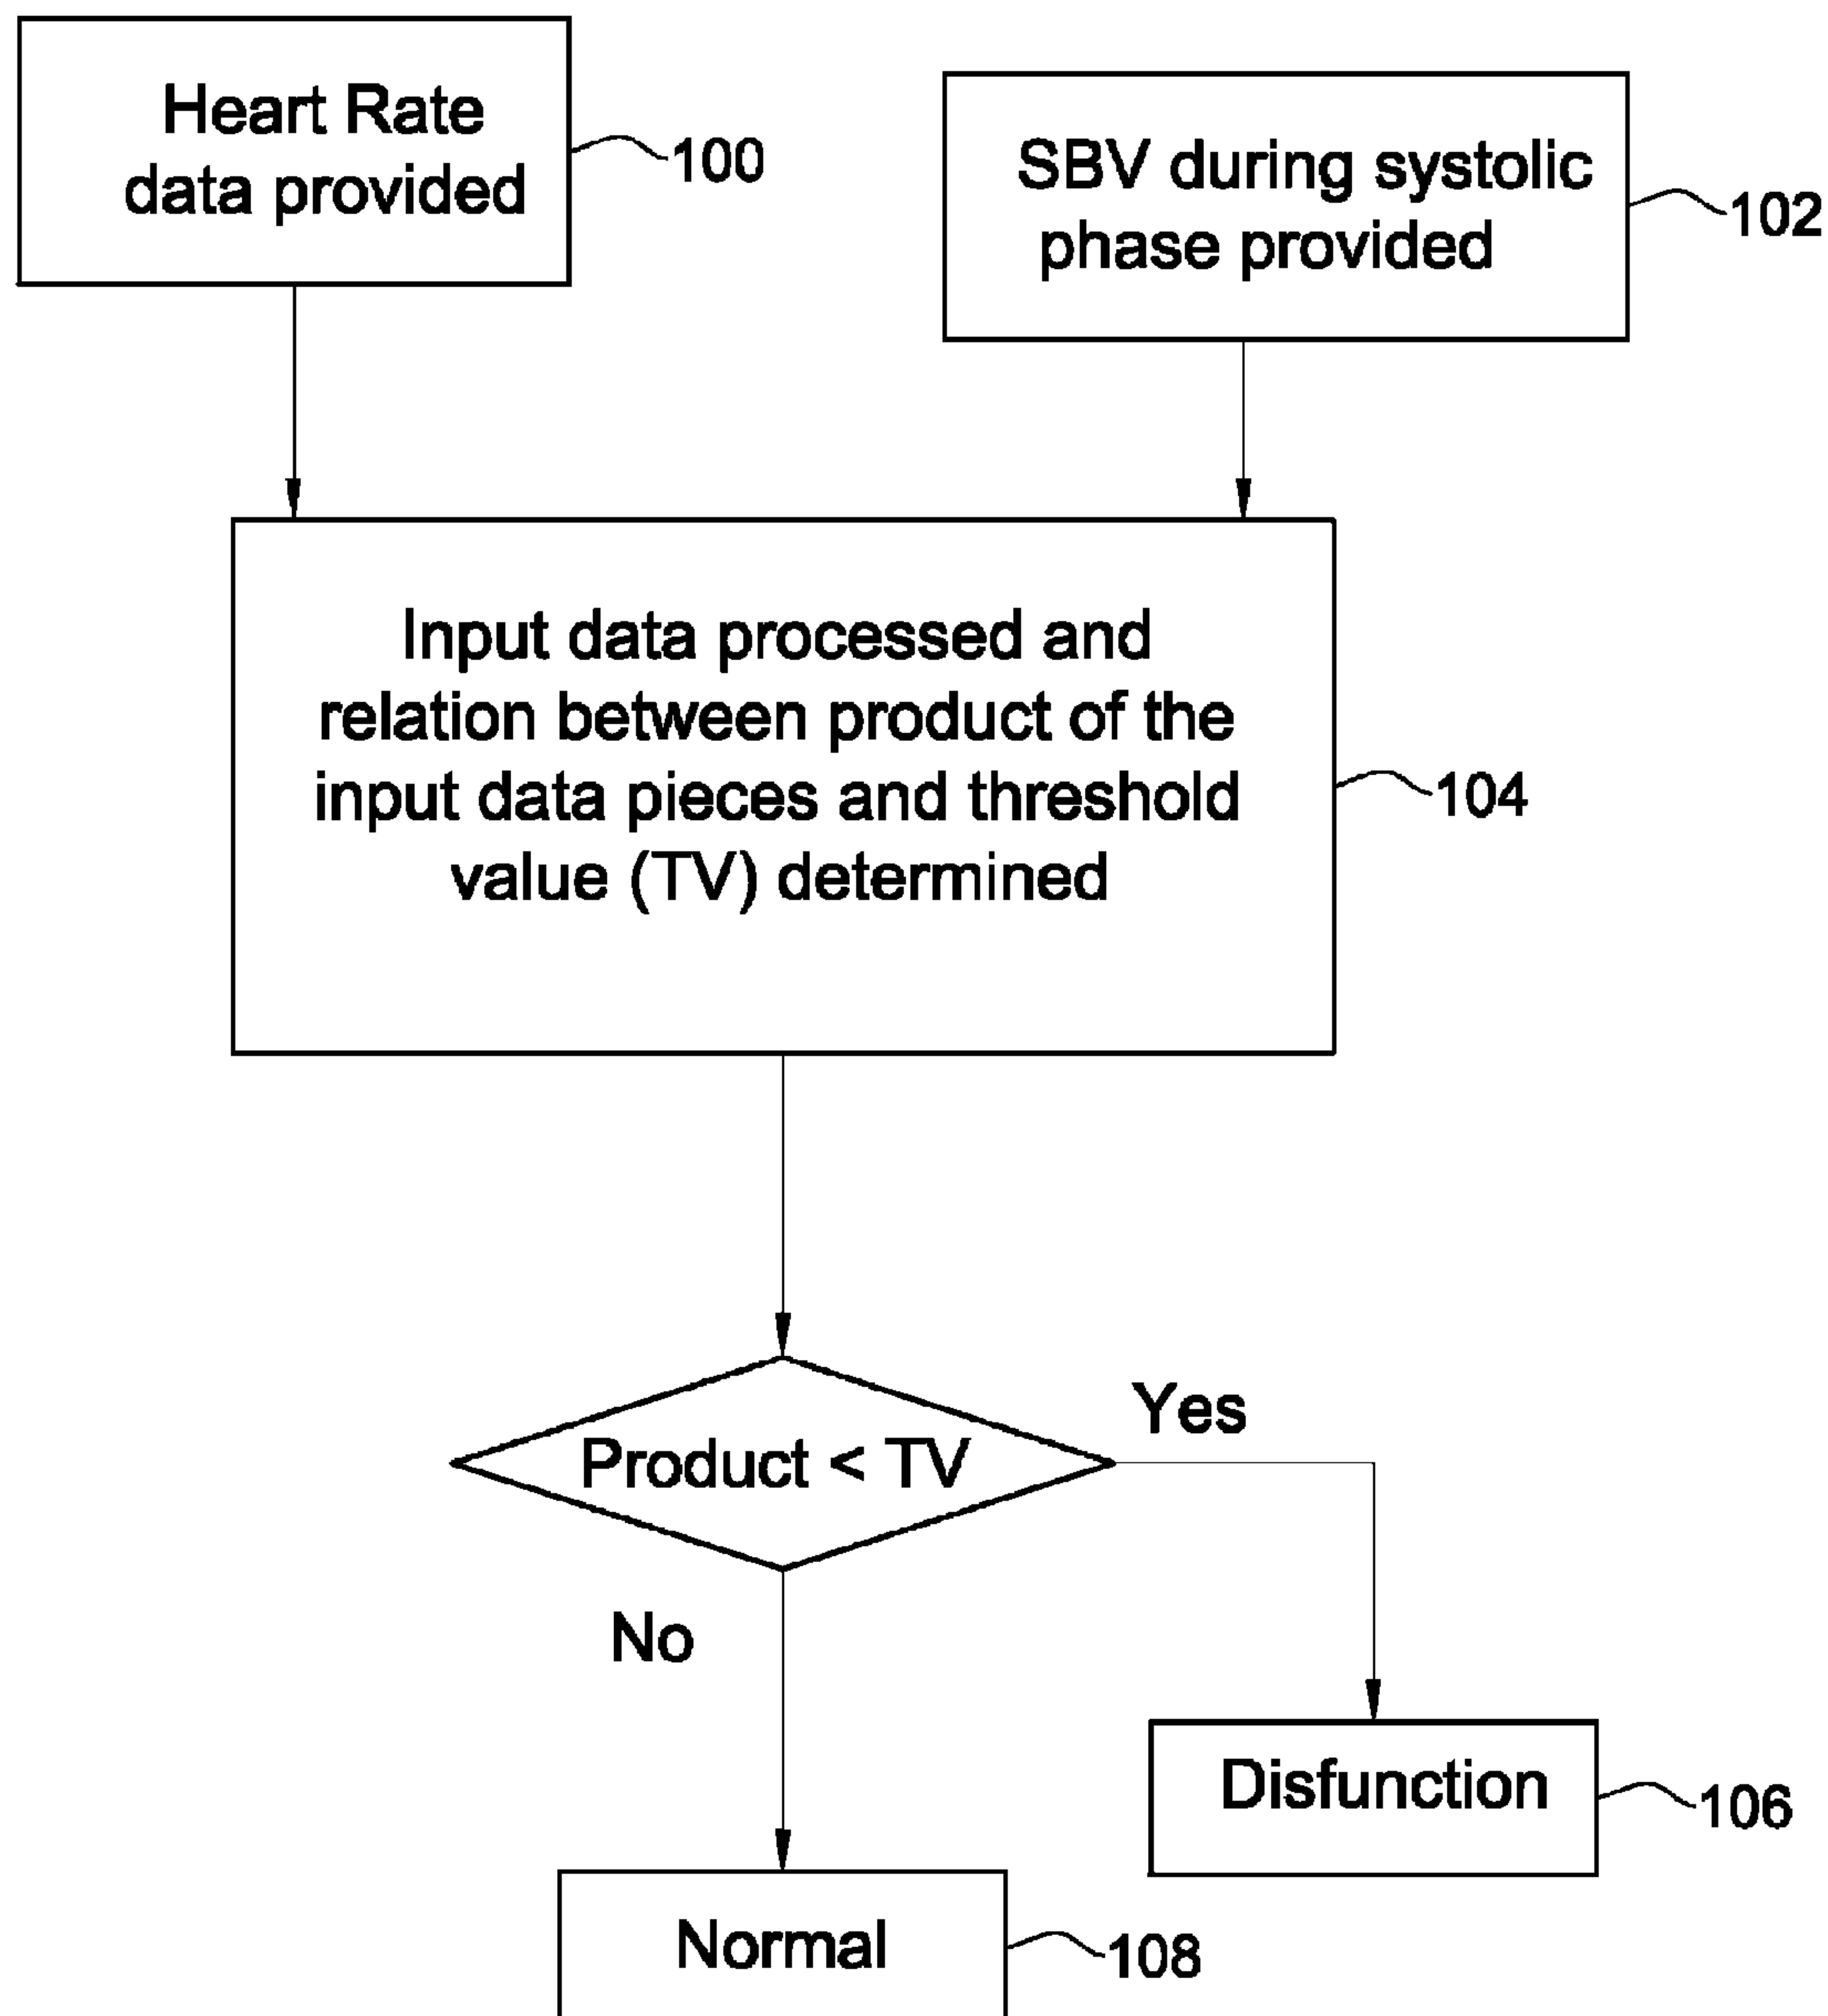 Heart Rate
data provided
100
SBV during systolic
phase provided
102
Input data processed and
relation between product of the
input data pieces and threshold
value (TV) determined
104
Product < TV
Yes
No
Disfunction
106
Normal
108